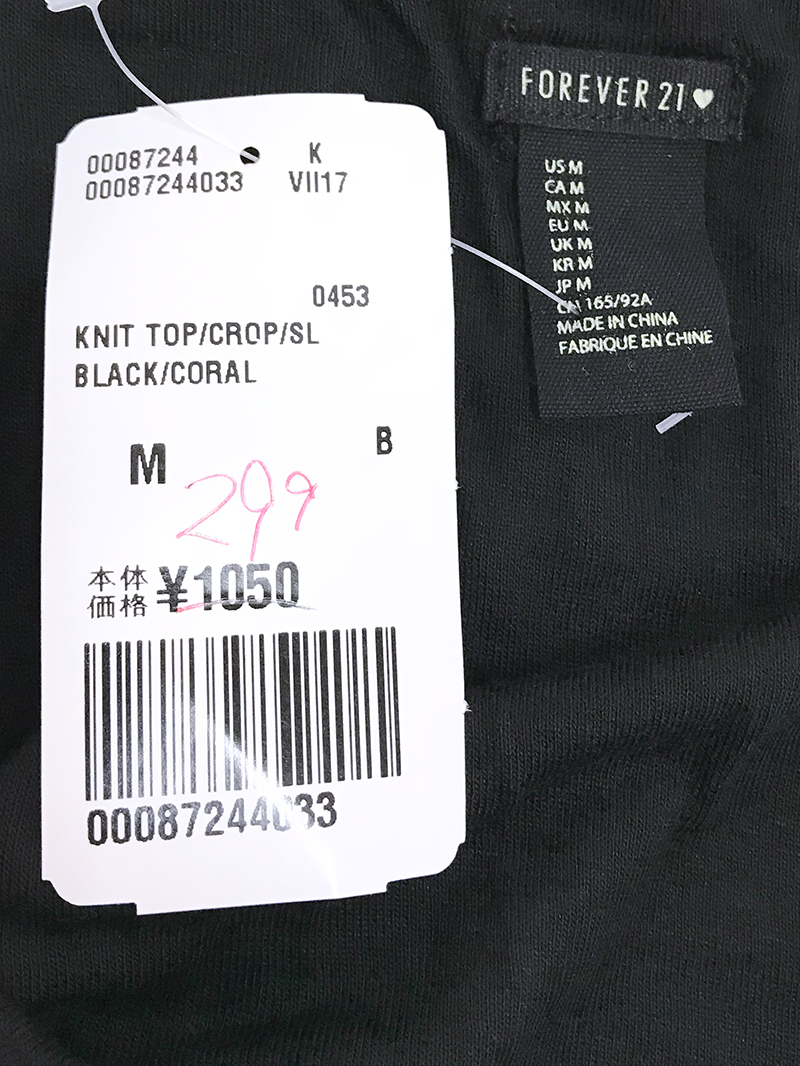 FOREVER 21
US M
CA M
MX M
EU M
UK M
KR M
JP M
CN 165/92A
MADE IN CHINA
FABRIQUE EN CHINE
00087244 K
00087244033 VII17
0453
KNIT TOP/CROP/SL
BLACK/CORAL
M B
299
本体価格 ¥1050
00087244033